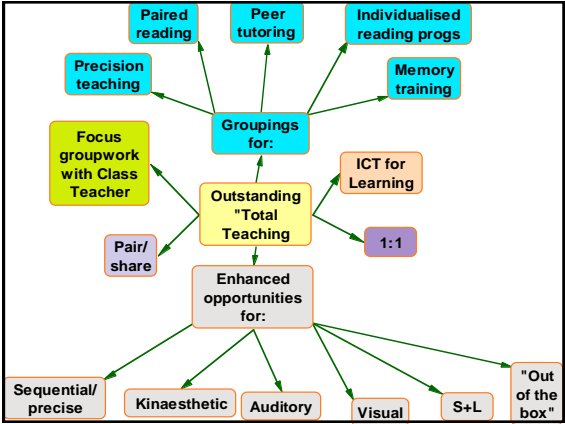 Paired
reading
Peer
tutoring
Individualised
reading progs
Precision
teaching
Memory
training
Groupings
for:
Focus
groupwork
with Class
Teacher
ICT for
Learning
Outstanding
"Total
Teaching
Pair/
share
1:1
Enhanced
opportunities
for:
Sequential/
precise
Kinaesthetic
Auditory
Visual
S+L
"Out
of the
box"